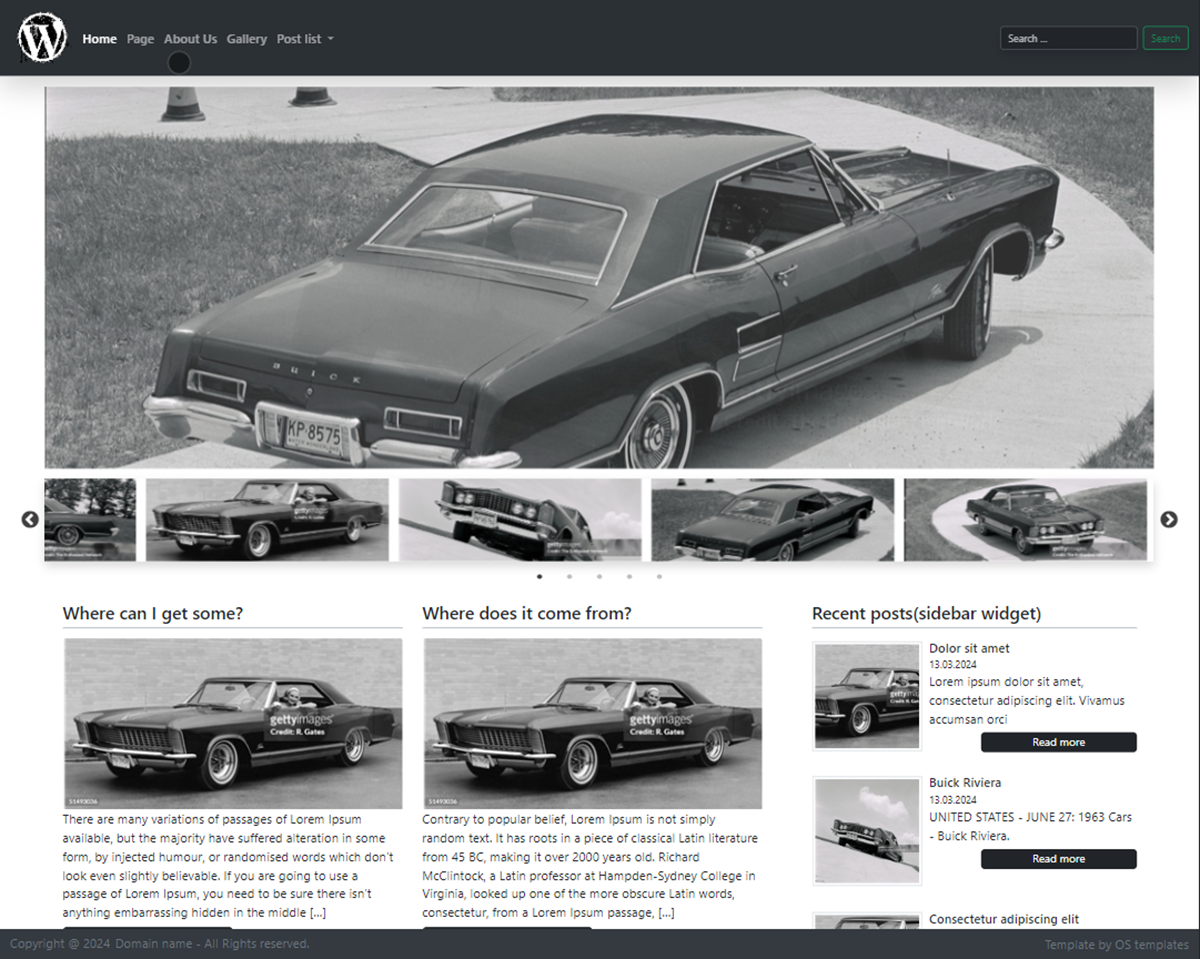 Home Page About Us Gallery Post list
Search ...
Search
BUICK
KP·8575
gettyimages
gettyimages
gettyimages
Where can I get some?
Where does it come from?
Recent posts(sidebar widget)
gettyimages
Credit: R. Gates
51493036
There are many variations of passages of Lorem Ipsum
available, but the majority have suffered alteration in some
form, by injected humour, or randomised words which don't
look even slightly believable. If you are going to use a
passage of Lorem Ipsum, you need to be sure there isn't
anything embarrassing hidden in the middle [...]
gettyimages
Credit: R. Gates
51493036
Contrary to popular belief, Lorem Ipsum is not simply
random text. It has roots in a piece of classical Latin literature
from 45 BC, making it over 2000 years old. Richard
McClintock, a Latin professor at Hampden-Sydney College in
Virginia, looked up one of the more obscure Latin words,
consectetur, from a Lorem Ipsum passage, [...]
Dolor sit amet
13.03.2024
Lorem ipsum dolor sit amet,
consectetur adipiscing elit. Vivamus
accumsan orci
Read more
Buick Riviera
13.03.2024
UNITED STATES - JUNE 27: 1963 Cars
- Buick Riviera.
Read more
Consectetur adipiscing elit
Copyright @ 2024 Domain name - All Rights reserved.
Template by OS templates